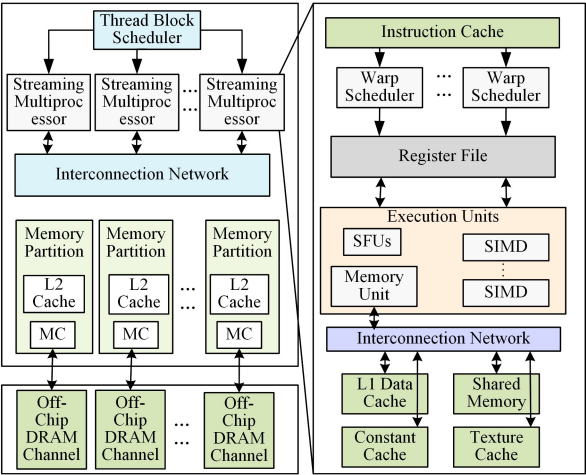 Thread Block
Scheduler
Streaming
Multiproc
essor
Streaming
Multiproc
essor
...
...
Streaming
Multiproc
essor
Interconnection Network
Memory
Partition
L2
Cache
MC
Memory
Partition
L2
Cache
MC
...
...
Memory
Partition
L2
Cache
MC
Off-
Chip
DRAM
Channel
Off-
Chip
DRAM
Channel
...
...
Off-
Chip
DRAM
Channel
Instruction Cache
Warp
Scheduler
...
...
Warp
Scheduler
Register File
Execution Units
SFUs
Memory
Unit
SIMD
SIMD
Interconnection Network
L1 Data
Cache
Shared
Memory
Constant
Cache
Texture
Cache